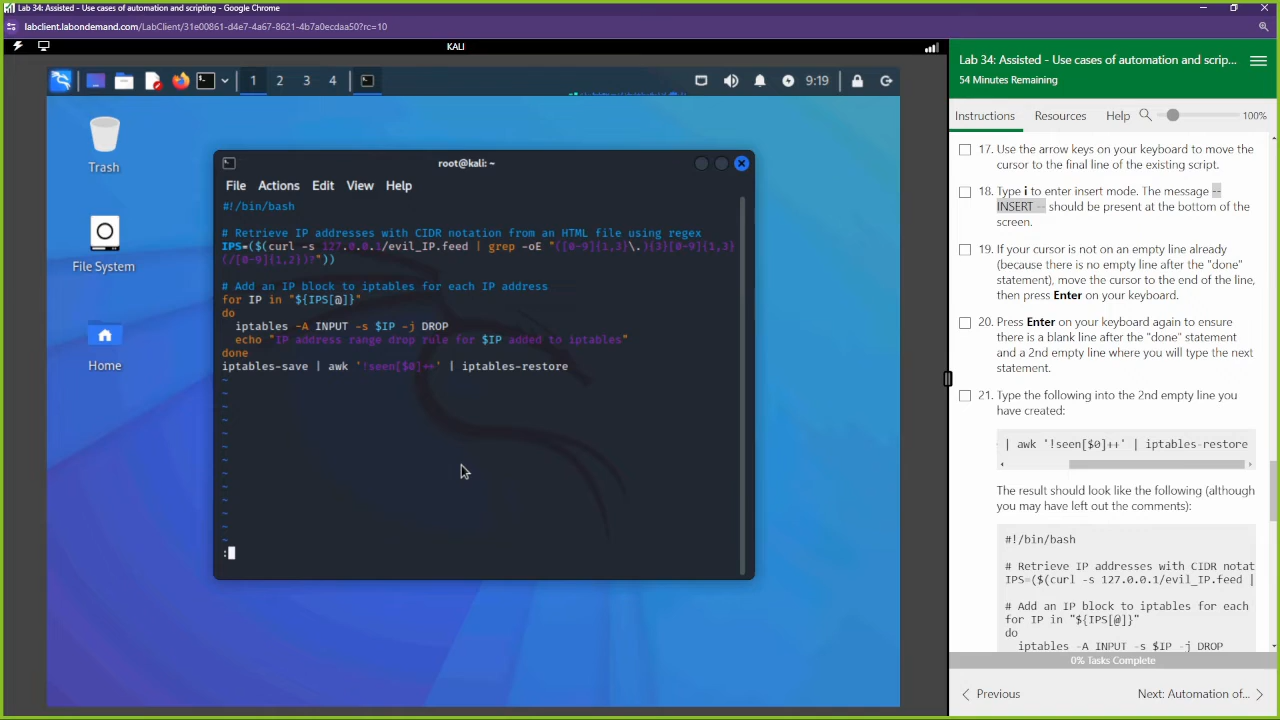 Lab 34: Assisted - Use cases of automation and scripting - Google Chrome
labclient.labondemand.com/LabClient/31e00861-d4e7-4a67-8621-4b7a0ecdaa50?rc=10
KALI
1 2 3 4
9:19
Trash
File System
Home
root@kali: ~
File Actions Edit View Help
#!/bin/bash
# Retrieve IP addresses with CIDR notation from an HTML file using regex
IPS=($(curl -s 127.0.0.1/evil_IP.feed | grep -oE "([0-9]{1,3}\.){3}[0-9]{1,3}
(/[0-9]{1,2})?"))
# Add an IP block to iptables for each IP address
for IP in "${IPS[@]}"
do
iptables -A INPUT -s $IP -j DROP
echo "IP address range drop rule for $IP added to iptables"
done
iptables-save | awk '!seen[$0]++' | iptables-restore
~
~
~
~
~
~
~
~
~
~
~
~
~
:
Lab 34: Assisted - Use cases of automation and scrip...
54 Minutes Remaining
Instructions Resources Help 100%
17. Use the arrow keys on your keyboard to move the
cursor to the final line of the existing script.
18. Type i to enter insert mode. The message --
INSERT -- should be present at the bottom of the
screen.
19. If your cursor is not on an empty line already
(because there is no empty line after the "done"
statement), move the cursor to the end of the line,
then press Enter on your keyboard.
20. Press Enter on your keyboard again to ensure
there is a blank line after the "done" statement
and a 2nd empty line where you will type the next
statement.
21. Type the following into the 2nd empty line you
have created:
| awk '!seen[$0]++' | iptables-restore
The result should look like the following (although
you may have left out the comments):
#!/bin/bash
# Retrieve IP addresses with CIDR notat
IPS=($(curl -s 127.0.0.1/evil_IP.feed |
# Add an IP block to iptables for each
for IP in "${IPS[@]}"
do
iptables -A INPUT -s $IP -j DROP
0% Tasks Complete
Previous
Next: Automation of...